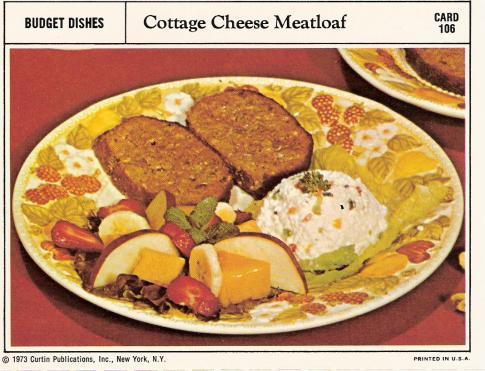 BUDGET DISHES
Cottage Cheese Meatloaf
CARD
106
© 1973 Curtin Publications, Inc., New York, N.Y.
PRINTED IN U.S.A.